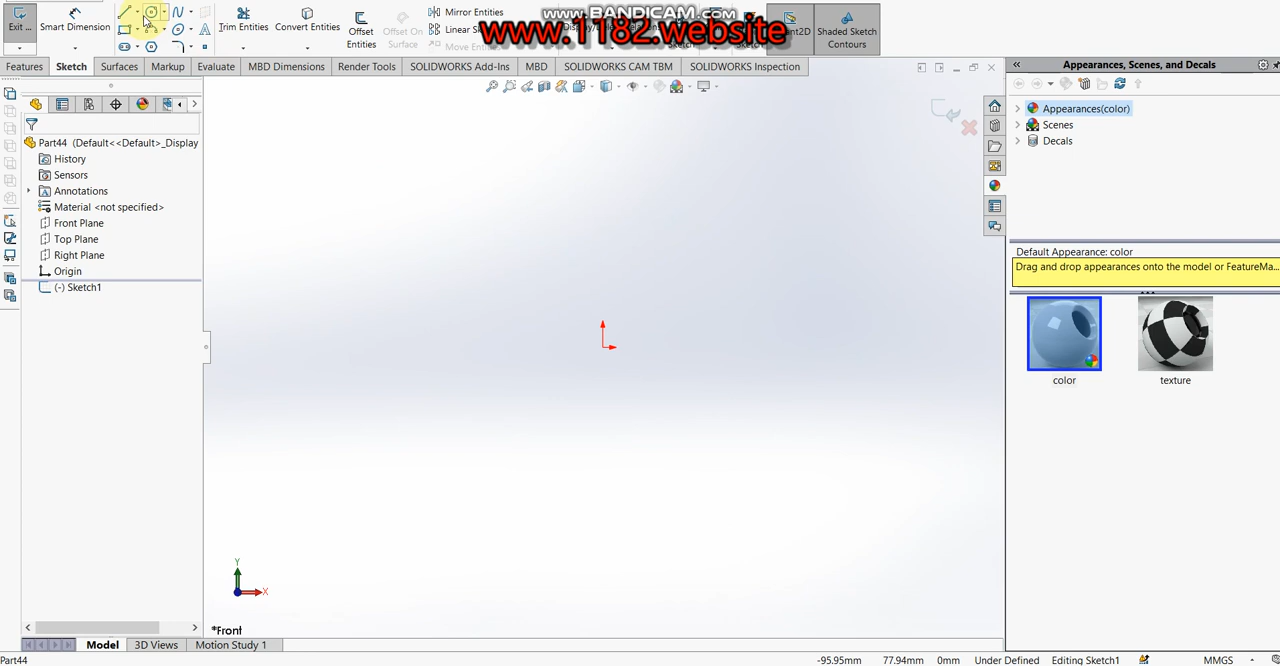 www.BANDICAM.com
www.1182.website
Exit ...
Smart Dimension
Trim Entities
Convert Entities
Offset
Entities
Offset On
Surface
Mirror Entities
Linear
Move Entities
Sketch
Shaded Sketch
Contours
Features
Sketch
Surfaces
Markup
Evaluate
MBD Dimensions
Render Tools
SOLIDWORKS Add-Ins
MBD
SOLIDWORKS CAM TBM
SOLIDWORKS Inspection
Appearances, Scenes, and Decals
Part44 (Default<<Default>_Display
History
Sensors
Annotations
Material <not specified>
Front Plane
Top Plane
Right Plane
Origin
(-) Sketch1
Appearances(color)
Scenes
Decals
Default Appearance: color
Drag and drop appearances onto the model or FeatureMa...
color
texture
Y
X
*Front
Model
3D Views
Motion Study 1
Part44
-95.95mm
77.94mm
0mm
Under Defined
Editing Sketch1
MMGS